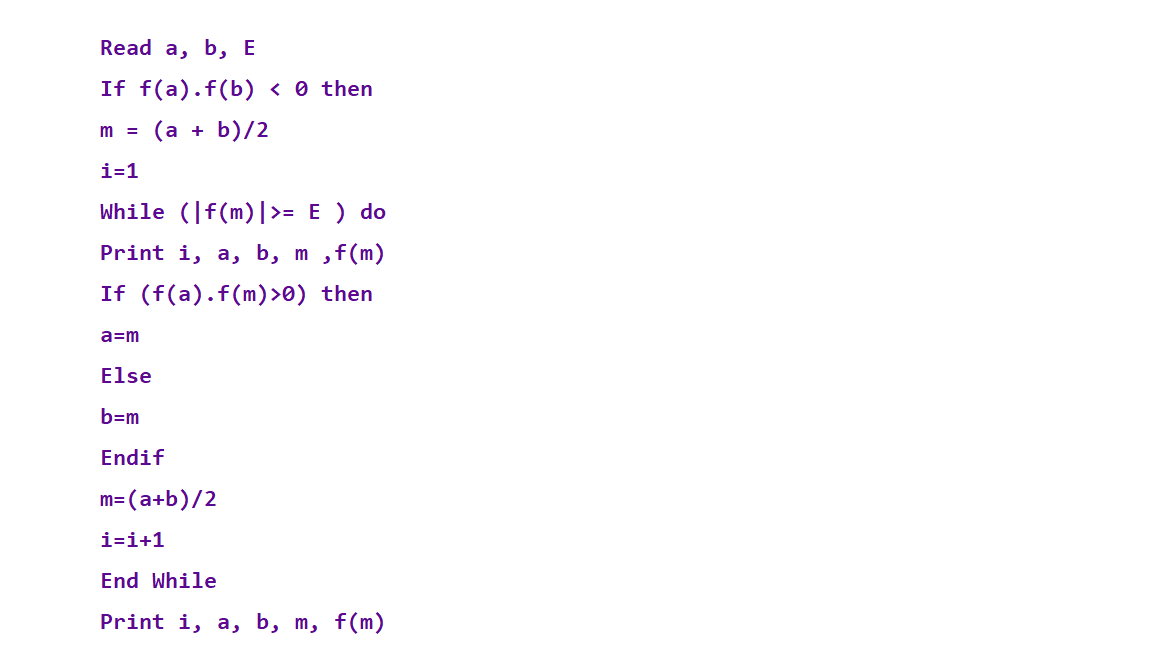 Read a, b, E
If f(a).f(b) < 0 then
m = (a + b)/2
i=1
While (|f(m)|>= E ) do
Print i, a, b, m ,f(m)
If (f(a).f(m)>0) then
a=m
Else
b=m
Endif
m=(a+b)/2
i=i+1
End While
Print i, a, b, m, f(m)